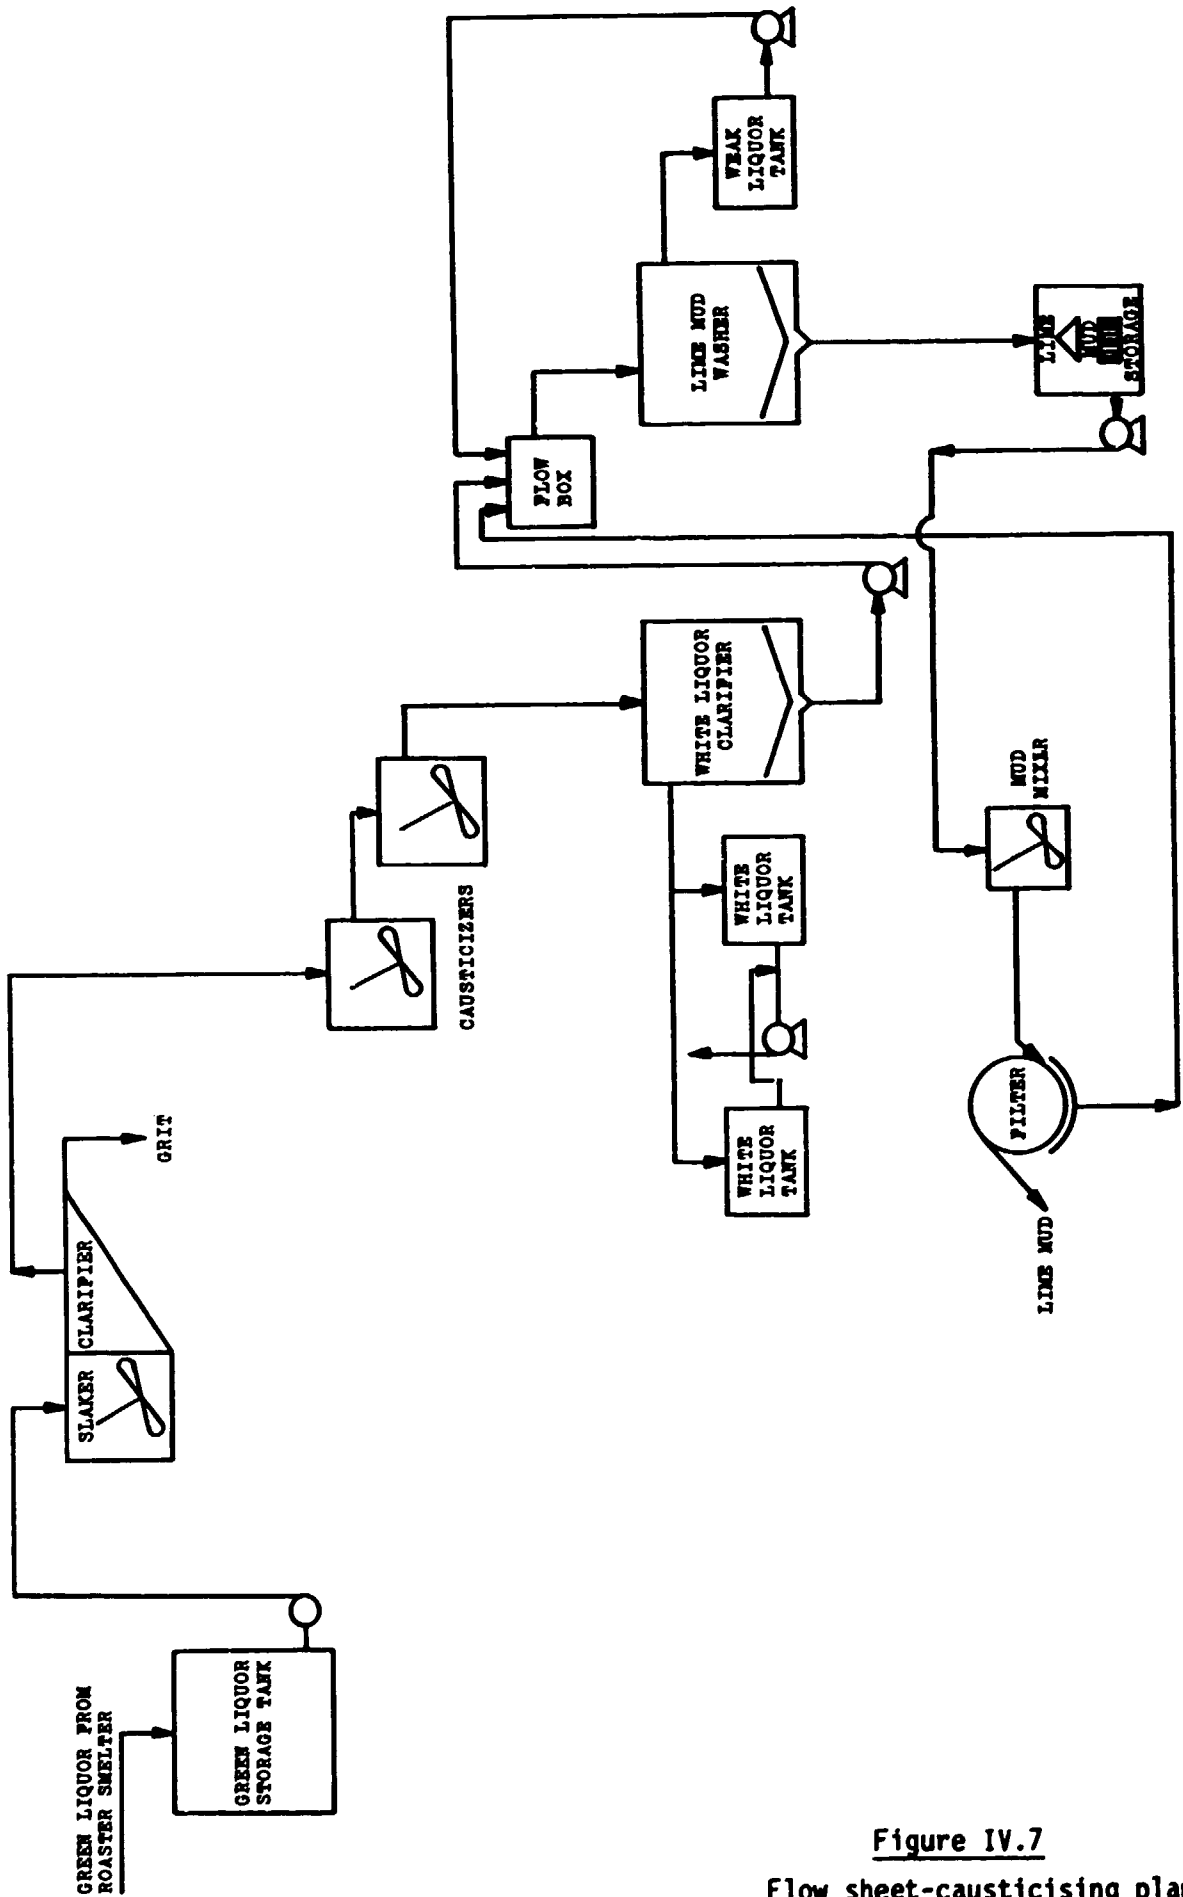 GREEN LIQUOR FROM
ROASTER SMELTER
GREEN LIQUOR
STORAGE TANK
SLAKER
CLARIFIER
GRIT
CAUSTICIZERS
WHITE LIQUOR
CLARIFIER
WHITE
LIQUOR
TANK
WHITE
LIQUOR
TANK
FLOW
BOX
LIME MUD
WASHER
WEAK
LIQUOR
TANK
LIME
MUD
STORAGE
MUD
MIXER
FILTER
LIME MUD
Figure IV.7
Flow sheet-causticising